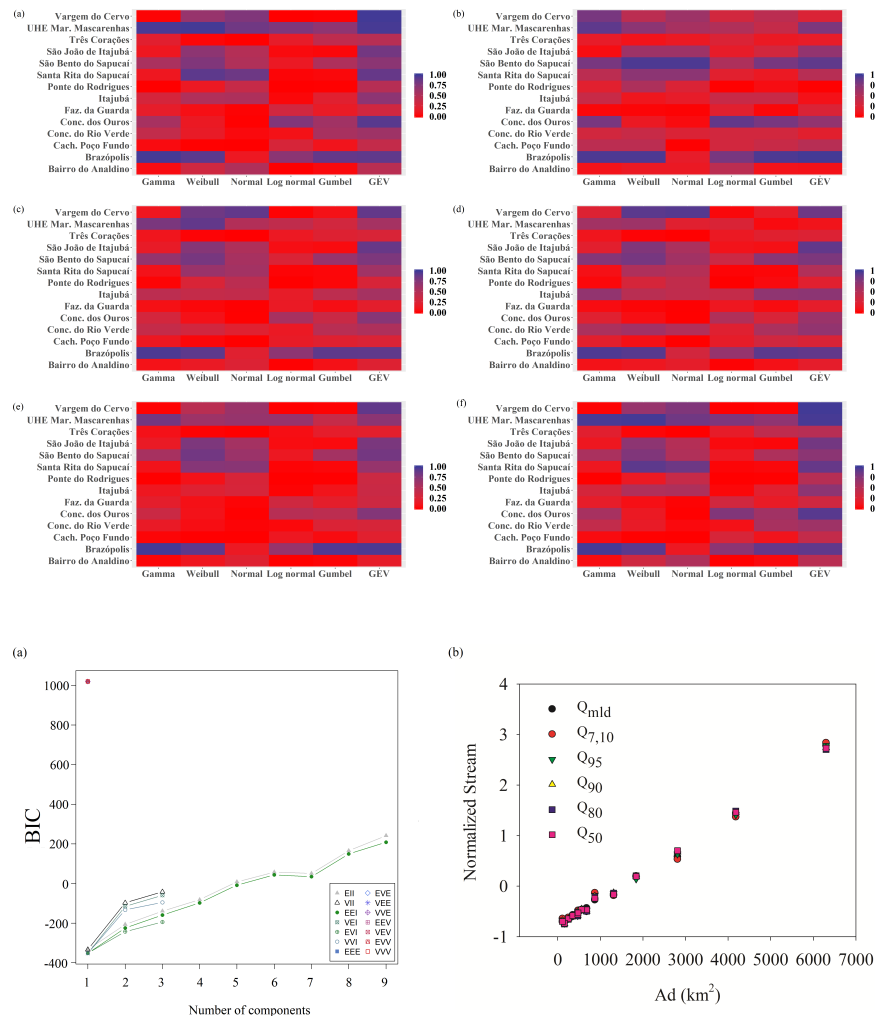 (a)
Vargem do Cervo
UHE Mar. Mascarenhas
Três Corações
São João de Itajubá
São Bento do Sapucaí
Santa Rita do Sapucaí
Ponte do Rodrigues
Itajubá
Faz. da Guarda
Conc. dos Ouros
Conc. do Rio Verde
Cach. Poço Fundo
Brazópolis
Bairro do Analdino
Gamma Weibull Normal Log normal Gumbel GEV
1.00
0.75
0.50
0.25
0.00
(b)
Vargem do Cervo
UHE Mar. Mascarenhas
Três Corações
São João de Itajubá
São Bento do Sapucaí
Santa Rita do Sapucaí
Ponte do Rodrigues
Itajubá
Faz. da Guarda
Conc. dos Ouros
Conc. do Rio Verde
Cach. Poço Fundo
Brazópolis
Bairro do Analdino
Gamma Weibull Normal Log normal Gumbel GEV
1
0
0
0
0
(c)
Vargem do Cervo
UHE Mar. Mascarenhas
Três Corações
São João de Itajubá
São Bento do Sapucaí
Santa Rita do Sapucaí
Ponte do Rodrigues
Itajubá
Faz. da Guarda
Conc. dos Ouros
Conc. do Rio Verde
Cach. Poço Fundo
Brazópolis
Bairro do Analdino
Gamma Weibull Normal Log normal Gumbel GEV
1.00
0.75
0.50
0.25
0.00
(d)
Vargem do Cervo
UHE Mar. Mascarenhas
Três Corações
São João de Itajubá
São Bento do Sapucaí
Santa Rita do Sapucaí
Ponte do Rodrigues
Itajubá
Faz. da Guarda
Conc. dos Ouros
Conc. do Rio Verde
Cach. Poço Fundo
Brazópolis
Bairro do Analdino
Gamma Weibull Normal Log normal Gumbel GEV
1
0
0
0
0
(e)
Vargem do Cervo
UHE Mar. Mascarenhas
Três Corações
São João de Itajubá
São Bento do Sapucaí
Santa Rita do Sapucaí
Ponte do Rodrigues
Itajubá
Faz. da Guarda
Conc. dos Ouros
Conc. do Rio Verde
Cach. Poço Fundo
Brazópolis
Bairro do Analdino
Gamma Weibull Normal Log normal Gumbel GEV
1.00
0.75
0.50
0.25
0.00
(f)
Vargem do Cervo
UHE Mar. Mascarenhas
Três Corações
São João de Itajubá
São Bento do Sapucaí
Santa Rita do Sapucaí
Ponte do Rodrigues
Itajubá
Faz. da Guarda
Conc. dos Ouros
Conc. do Rio Verde
Cach. Poço Fundo
Brazópolis
Bairro do Analdino
Gamma Weibull Normal Log normal Gumbel GEV
1
0
0
0
0
(a)
BIC
1000
800
600
400
200
0
-200
-400
1 2 3 4 5 6 7 8 9
Number of components
EII EVE
VII VEE
EEI VVE
VEI EEV
EVI VEV
VVI EVV
EEE VVV
(b)
Normalized Stream
4
3
2
1
0
-1
Qmld
Q7,10
Q95
Q90
Q80
Q50
0 1000 2000 3000 4000 5000 6000 7000
Ad (km²)